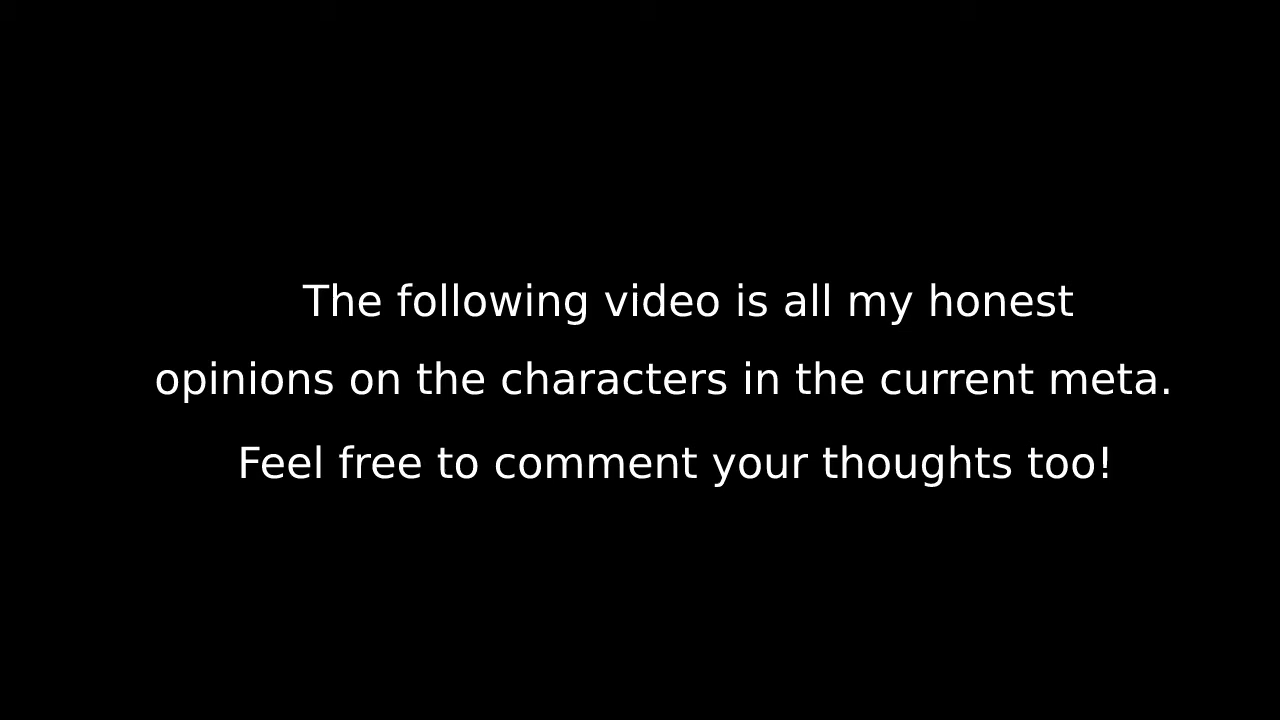 The following video is all my honest
opinions on the characters in the current meta.
Feel free to comment your thoughts too!